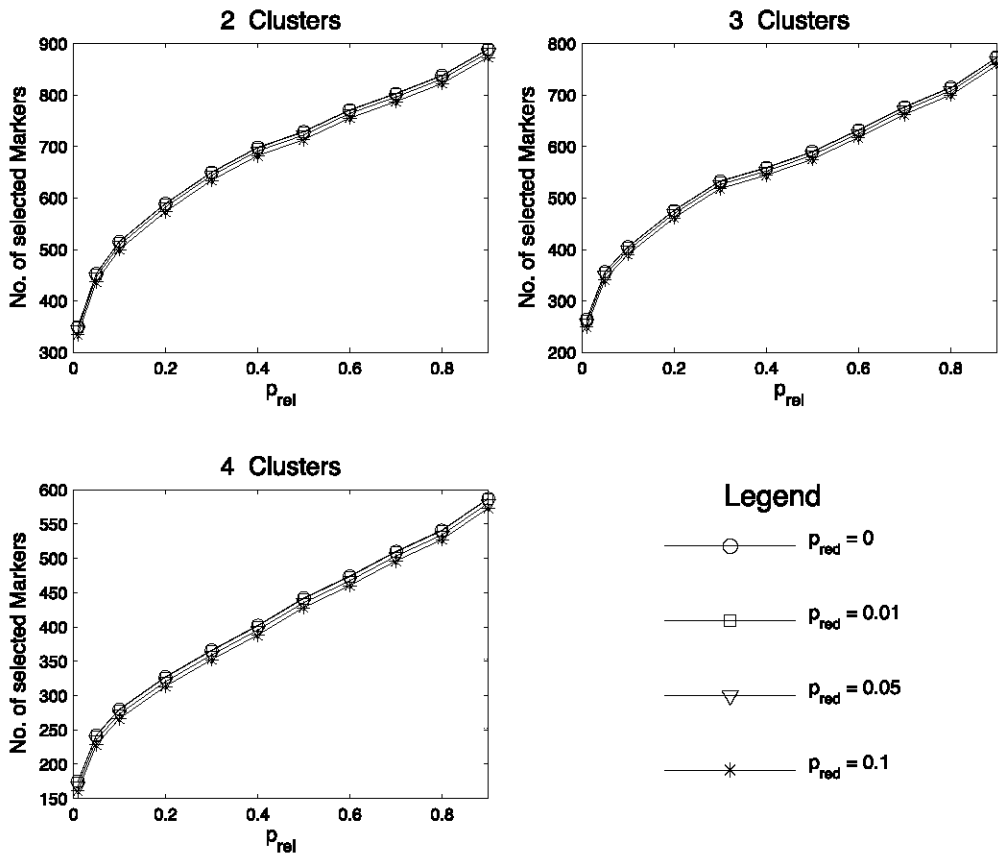 2 Clusters
No. of selected Markers
900
800
700
600
500
400
300
0 0.2 0.4 0.6 0.8
p_rel
3 Clusters
No. of selected Markers
800
700
600
500
400
300
200
0 0.2 0.4 0.6 0.8
p_rel
4 Clusters
No. of selected Markers
600
550
500
450
400
350
300
250
200
150
0 0.2 0.4 0.6 0.8
p_rel
Legend
p_red = 0
p_red = 0.01
p_red = 0.05
p_red = 0.1